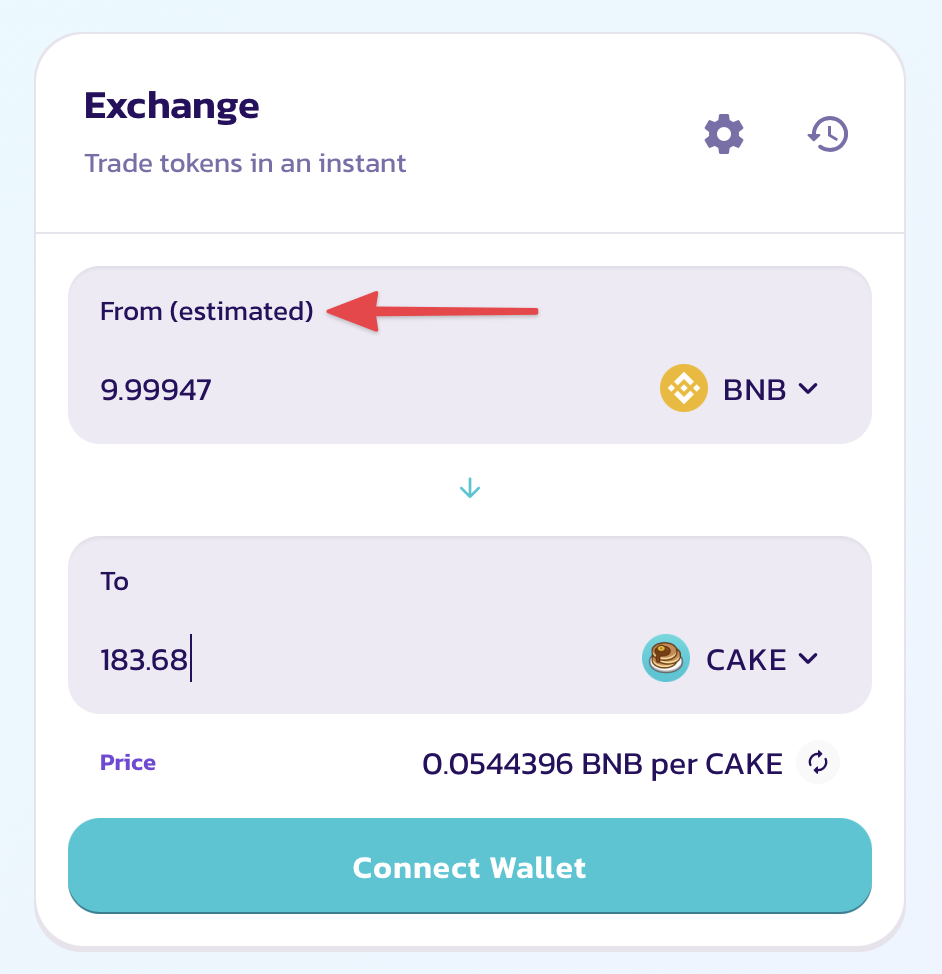 Exchange
Trade tokens in an instant
From (estimated)
9.99947
BNB
To
183.68
CAKE
Price
0.0544396 BNB per CAKE
Connect Wallet